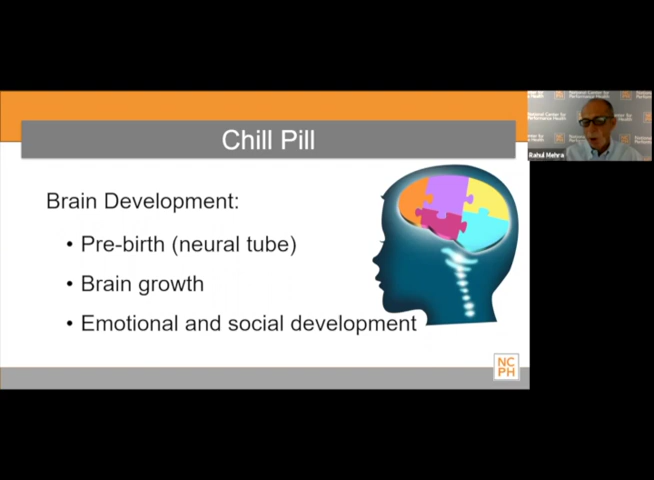 Chill Pill
Brain Development:
• Pre-birth (neural tube)
• Brain growth
• Emotional and social development
NC
PH
Rahul Mehra